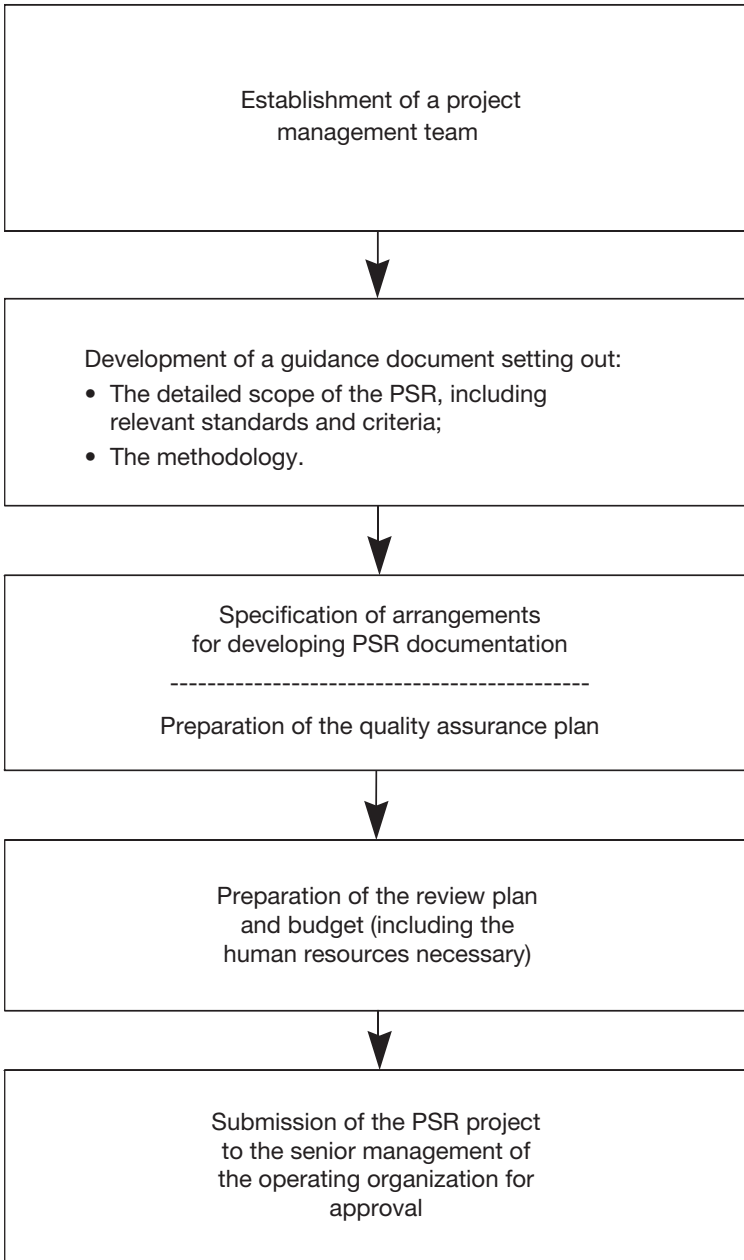 Establishment of a project
management team
Development of a guidance document setting out:
• The detailed scope of the PSR, including
relevant standards and criteria;
• The methodology.
Specification of arrangements
for developing PSR documentation
---------------------------------------------
Preparation of the quality assurance plan
Preparation of the review plan
and budget (including the
human resources necessary)
Submission of the PSR project
to the senior management of
the operating organization for
approval